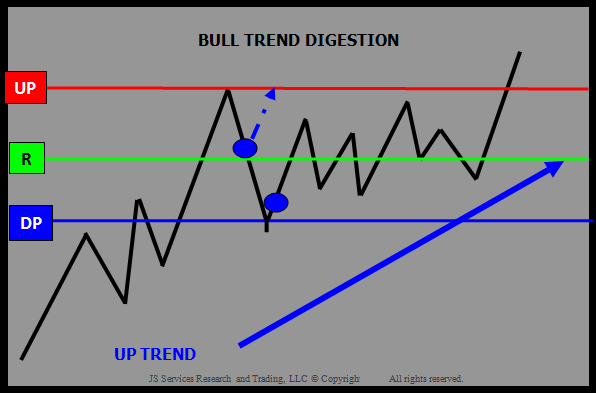 BULL TREND DIGESTION
UP
R
DP
UP TREND
JS Services Research and Trading, LLC © Copyright All rights reserved.